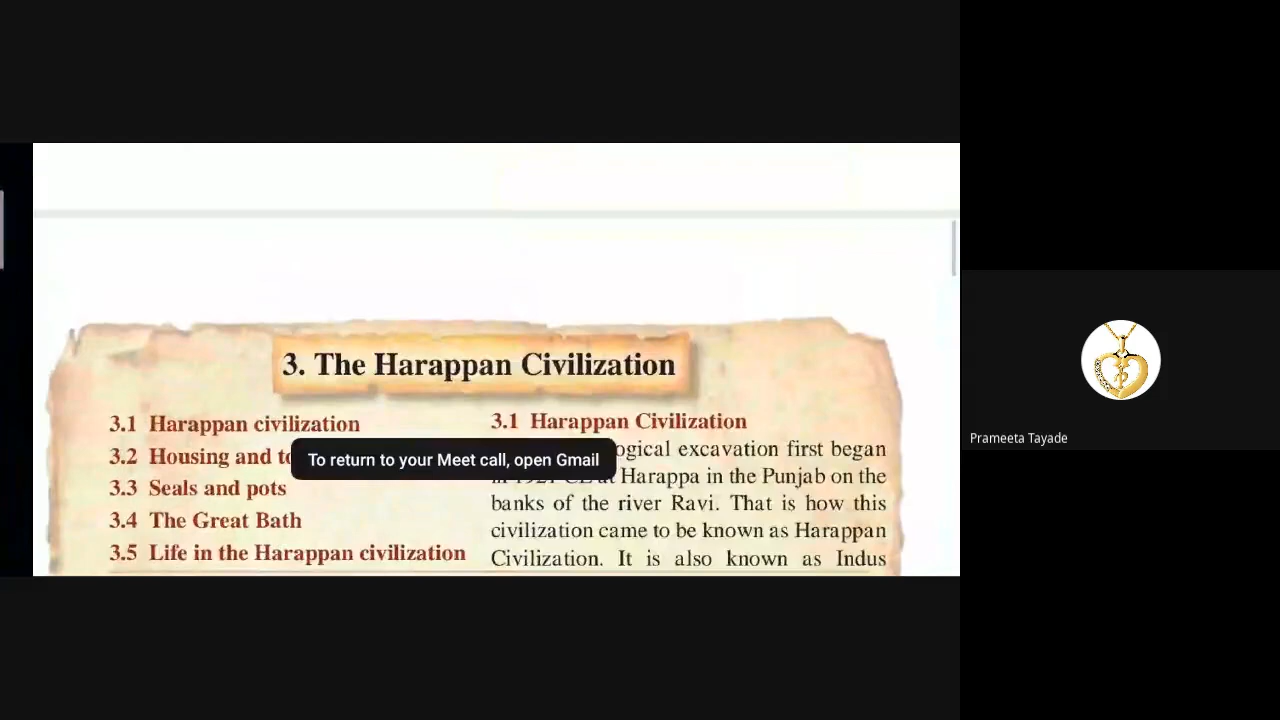 3. The Harappan Civilization
3.1 Harappan civilization
3.2 Housing and
3.3 Seals and pots
3.4 The Great Bath
3.5 Life in the Harappan civilization
3.1 Harappan Civilization
ogical excavation first began
Harappa in the Punjab on the
banks of the river Ravi. That is how this
civilization came to be known as Harappan
Civilization. It is also known as Indus
To return to your Meet call, open Gmail
Prameeta Tayade